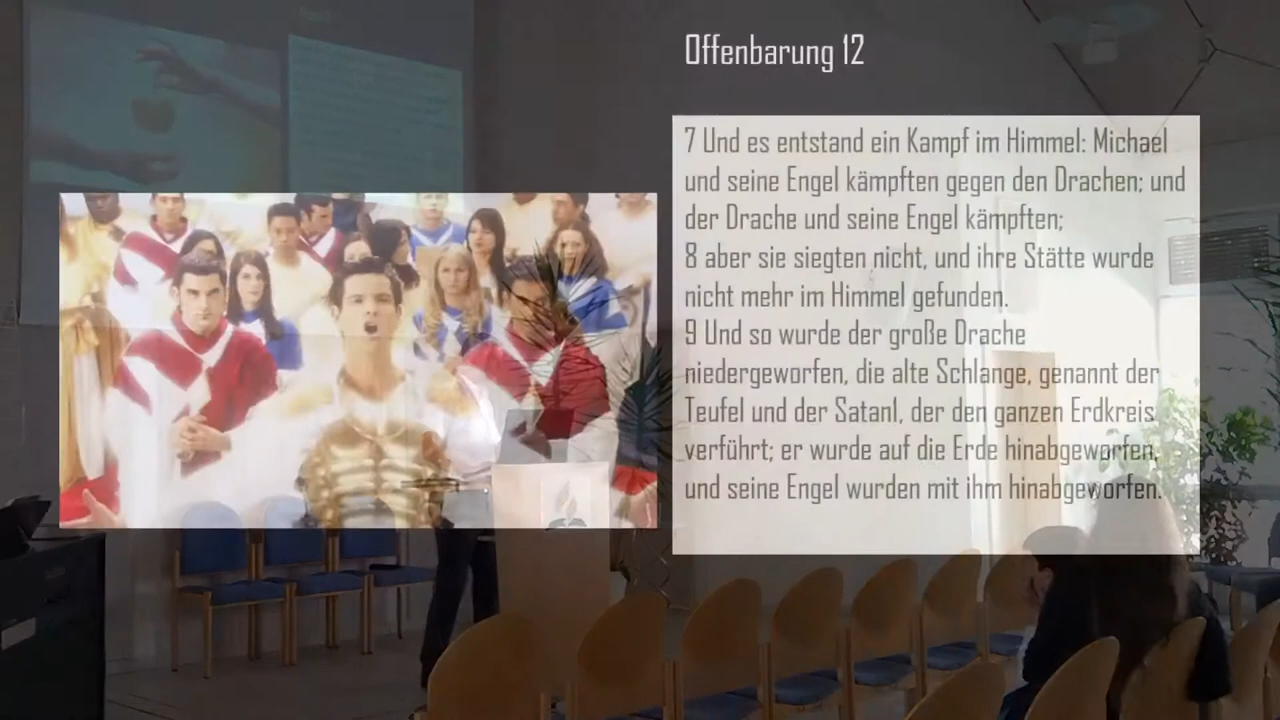 Offenbarung 12
7 Und es entstand ein Kampf im Himmel: Michael
und seine Engel kämpften gegen den Drachen; und
der Drache und seine Engel kämpften;
8 aber sie siegten nicht, und ihre Stätte wurde
nicht mehr im Himmel gefunden.
9 Und so wurde der große Drache
niedergeworfen, die alte Schlange, genannt der
Teufel und der Satan1, der den ganzen Erdkreis
verführt; er wurde auf die Erde hinabgeworfen,
und seine Engel wurden mit ihm hinabgeworfen.